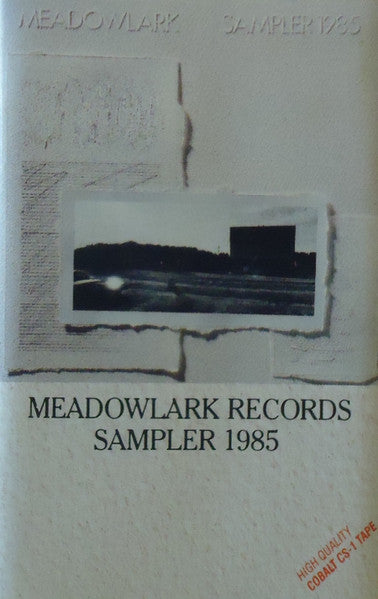 MEADOWLARK SAMPLER 1985
MEADOWLARK RECORDS
SAMPLER 1985
HIGH QUALITY
COBALT CS-1 TAPE